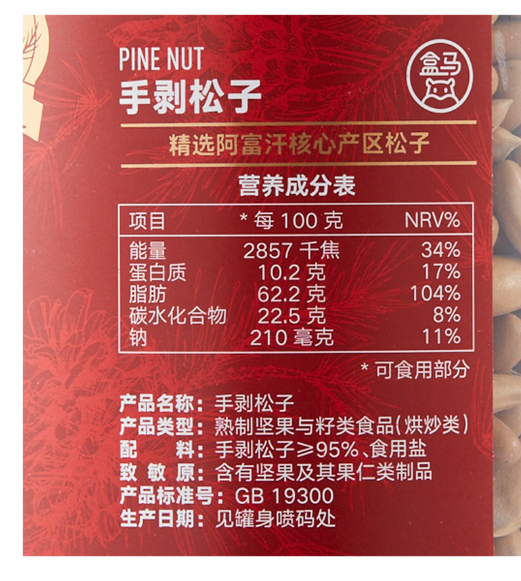 PINE NUT
盒马
手剥松子
精选阿富汗核心产区松子
营养成分表
项目 *每100克 NRV%
能量 2857千焦 34%
蛋白质 10.2克 17%
脂肪 62.2克 104%
碳水化合物 22.5克 8%
钠 210毫克 11%
*可食用部分
产品名称：手剥松子
产品类型：熟制坚果与籽类食品(烘炒类)
配 料：手剥松子≥95%、食用盐
致敏原：含有坚果及其果仁类制品
产品标准号：GB 19300
生产日期：见罐身喷码处